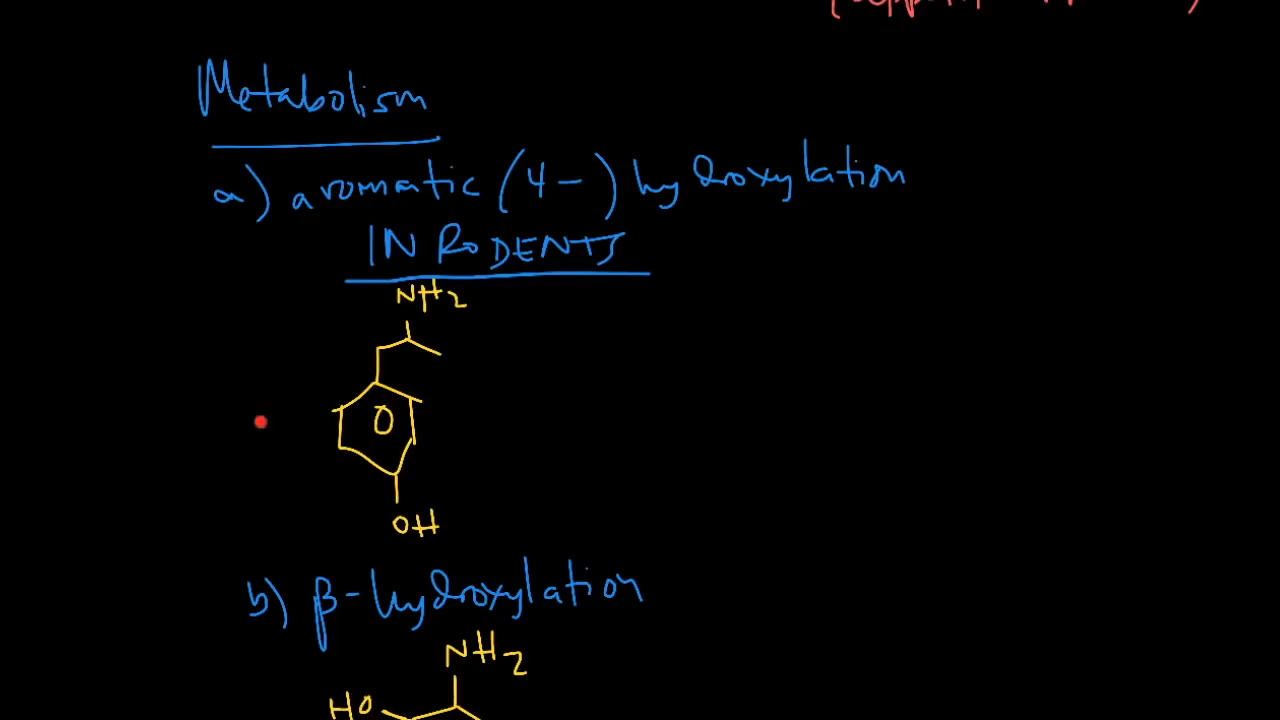 Metabolism
a) aromatic (4-) hydroxylation
IN RODENTS
NH2
OH
b) β-hydroxylation
NH2
HO